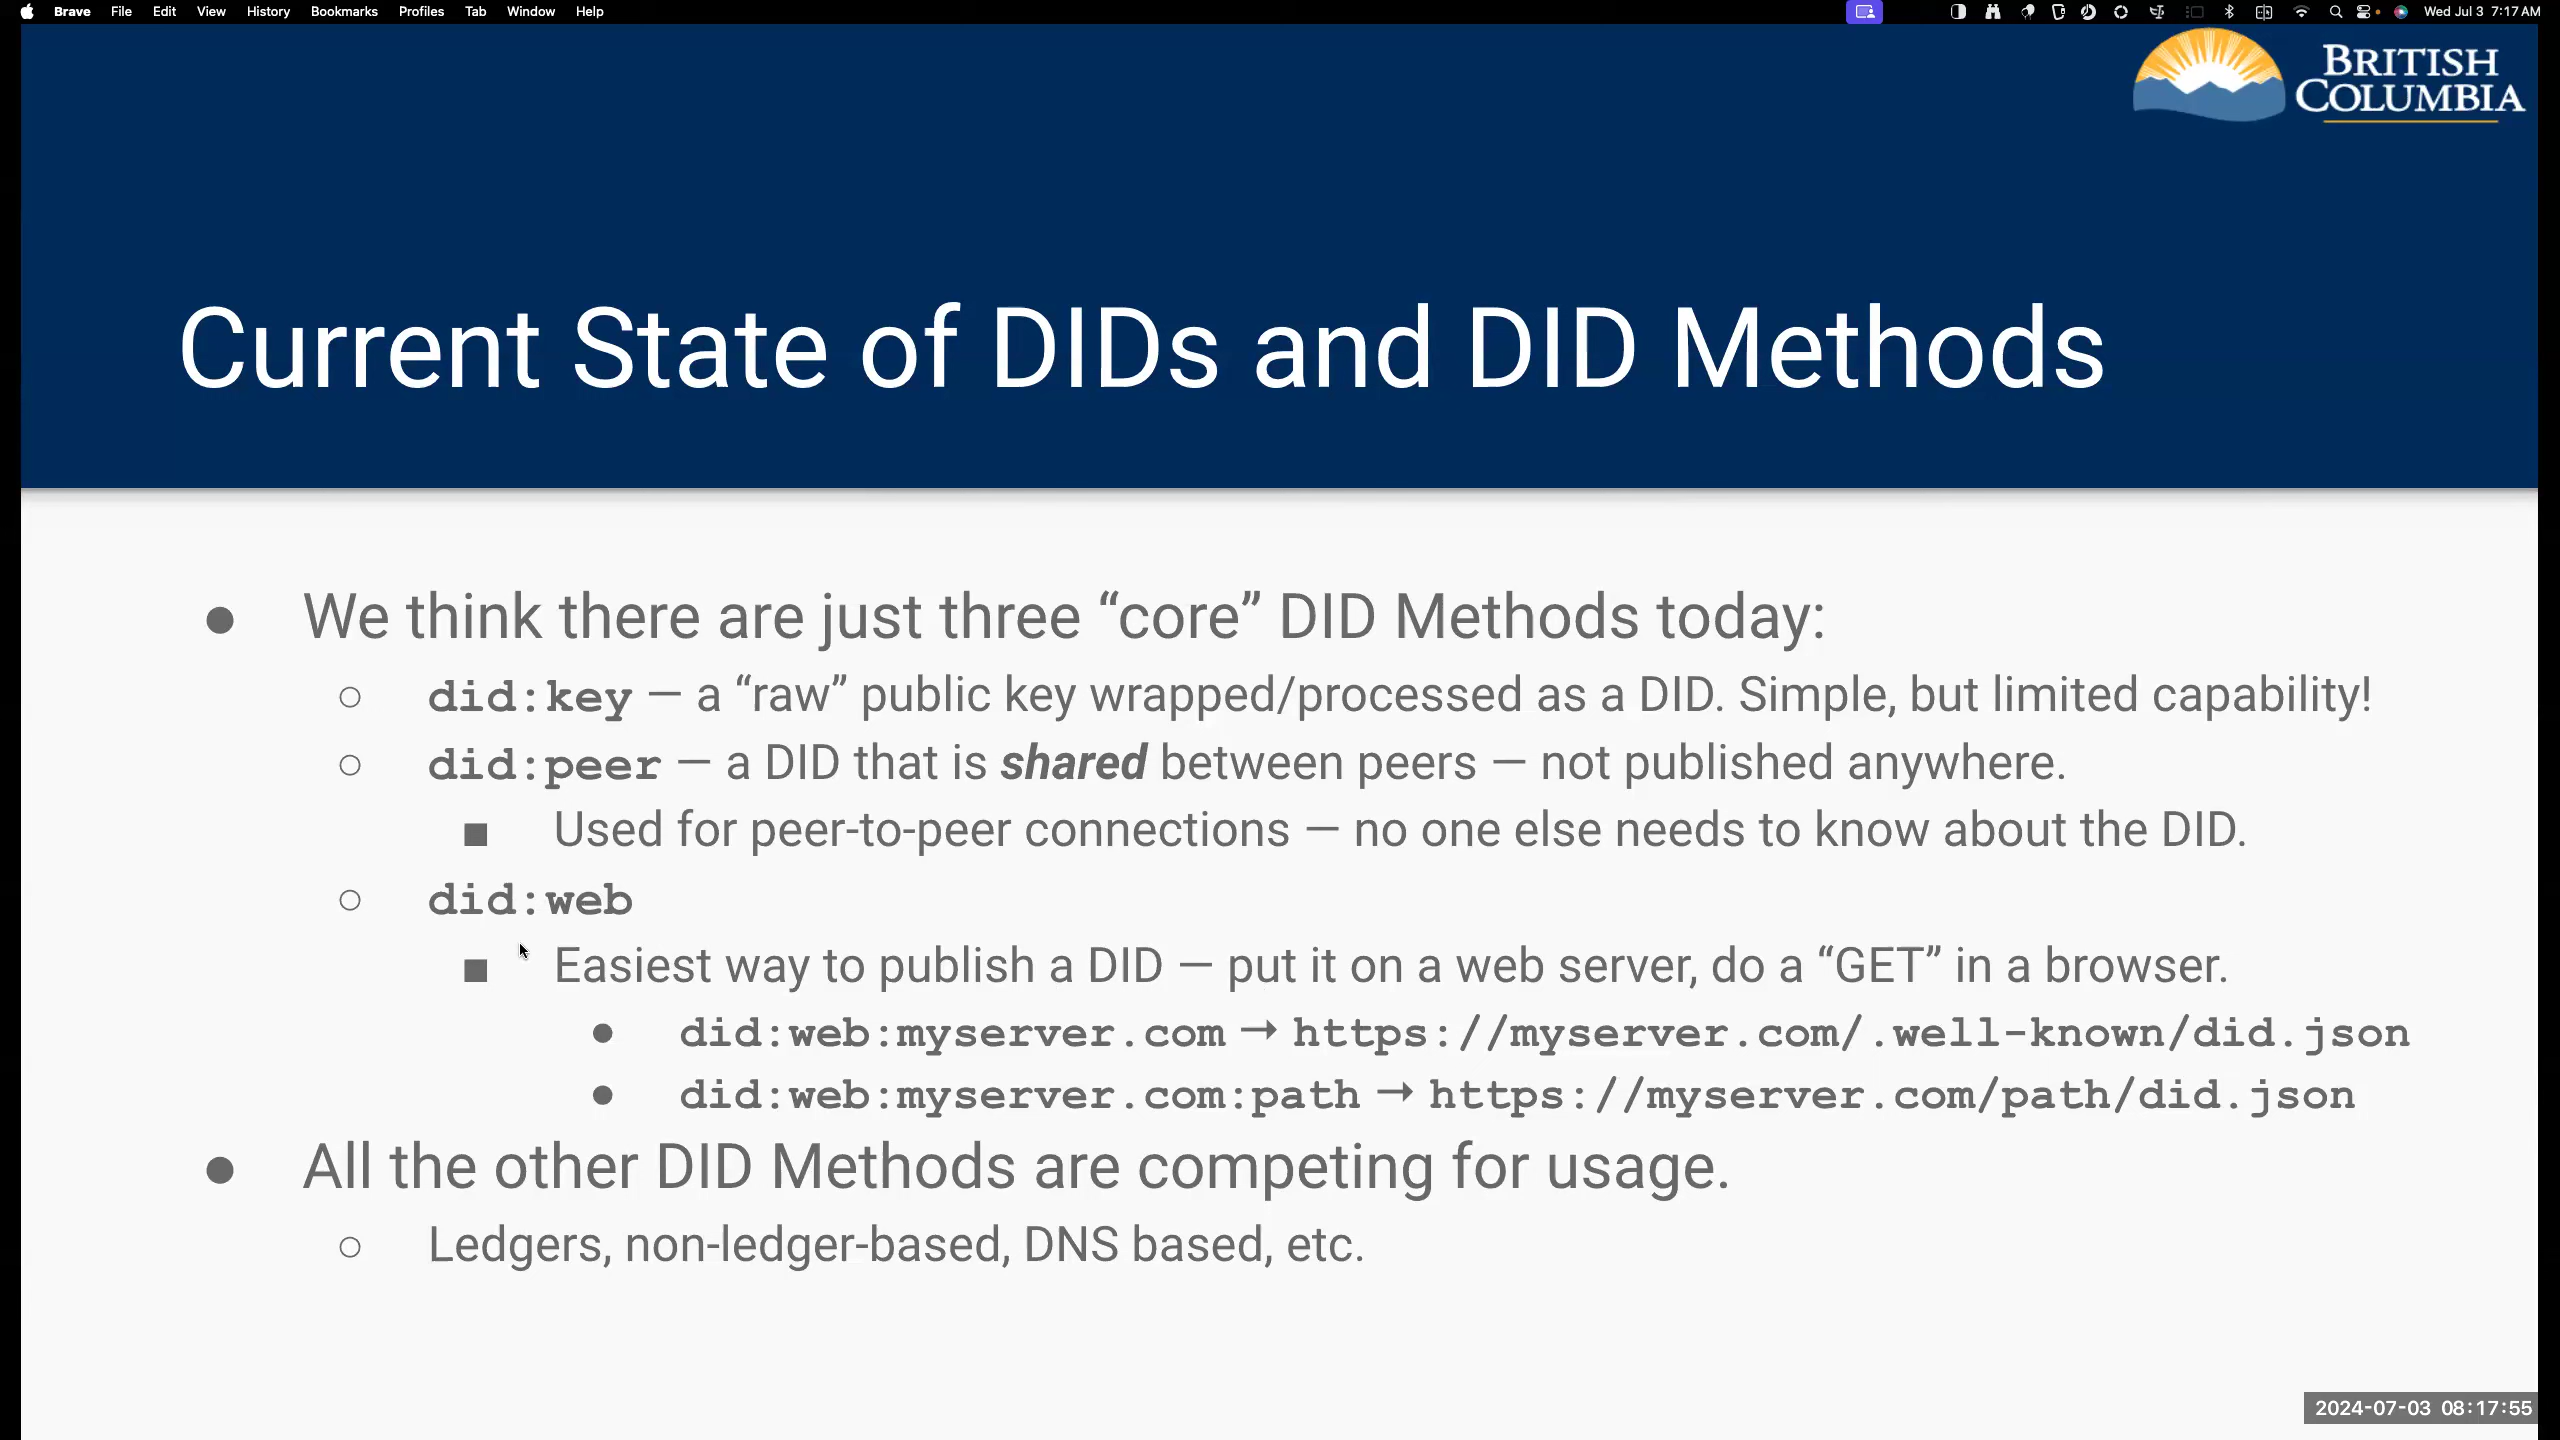 Brave File Edit View History Bookmarks Profiles Tab Window Help Wed Jul 3 7:17 AM
BRITISH
COLUMBIA
Current State of DIDs and DID Methods
● We think there are just three “core” DID Methods today:
○ did:key — a “raw” public key wrapped/processed as a DID. Simple, but limited capability!
○ did:peer — a DID that is shared between peers — not published anywhere.
■ Used for peer-to-peer connections — no one else needs to know about the DID.
○ did:web
■ Easiest way to publish a DID — put it on a web server, do a “GET” in a browser.
● did:web:myserver.com → https://myserver.com/.well-known/did.json
● did:web:myserver.com:path → https://myserver.com/path/did.json
● All the other DID Methods are competing for usage.
○ Ledgers, non-ledger-based, DNS based, etc.
2024-07-03 08:17:55